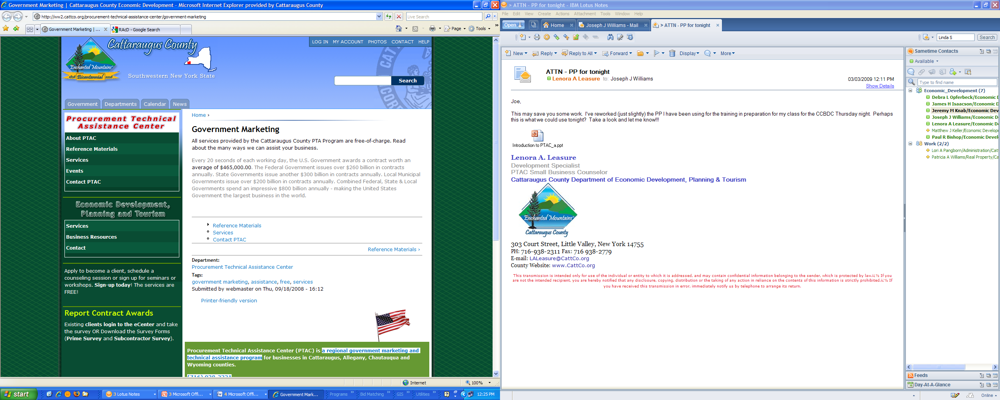 Government Marketing | Cattaraugus County Economic Development - Microsoft Internet Explorer provided by Cattaraugus County
http://ww2.cattco.org/procurement-technical-assistance-center/government-marketing
Live Search
Government Marketing | ...
RAcD - Google Search
Page
Tools
Cattaraugus County
Enchanted Mountains
1808 Bicentennial 2008
Southwestern New York State
LOG IN MY ACCOUNT PHOTOS CONTACT HELP
Search
Government Departments Calendar News
Procurement Technical
Assistance Center
About PTAC
Reference Materials
Services
Events
Contact PTAC
Economic Development,
Planning and Tourism
Services
Business Resources
Contact
Apply to become a client, schedule a
counseling session or sign up for seminars or
workshops. Sign-up today! The services are
FREE!
Report Contract Awards
Existing clients login to the eCenter and take
the survey OR Download the Survey Forms
(Prime Survey and Subcontractor Survey).
Home ›
Government Marketing
All services provided by the Cattaraugus County PTA Program are free-of-charge. Read
about the many ways we can assist your business.
Every 20 seconds of each working day, the U.S. Government awards a contract worth an
average of $465,000.00. The Federal Government issues over $260 billion in contracts
annually. State Governments issue another $300 billion in contracts annually. Local Municipal
Governments issue over $200 billion in contracts annually. Combined Federal, State & Local
Governments spend an impressive $800 billion annually - making the United States
Government the largest business in the world.
Reference Materials
Services
Contact PTAC
Reference Materials ›
Department:
Procurement Technical Assistance Center
Tags:
government marketing, assistance, free, services
Submitted by webmaster on Thu, 09/18/2008 - 16:12
Printer-friendly version
Procurement Technical Assistance Center (PTAC) is a regional government marketing and
technical assistance program for businesses in Cattaraugus, Allegany, Chautauqua and
Wyoming counties.
Internet
100%
start
3 Lotus Notes
3 Microsoft Offi...
4 Microsoft Offi...
Government Mark...
Programs
Bid Matching
GIS
Utilities
12:25 PM
> ATTN - PP for tonight - IBM Lotus Notes
File Edit View Create Actions Attachment Tools Window Help
Open
Home
Joseph J Williams - Mail
> ATTN - PP for tonight
Linda S
Search
New Reply Reply to All Forward Display More
ATTN - PP for tonight
Lenora A Leasure to: Joseph J Williams
03/03/2009 12:11 PM
Show Details
Joe,
This may save you some work. I've reworked (just slightly) the PP I have been using for the training in preparation for my class for the CCBDC Thursday night. Perhaps
this is what we could use tonight? Take a look and let me know!!!
Introduction to PTAC_a.ppt
Lenora A. Leasure
Development Specialist
PTAC Small Business Counselor
Cattaraugus County Department of Economic Development, Planning & Tourism
Enchanted Mountains
Cattaraugus County
303 Court Street, Little Valley, New York 14755
PH: 716-938-2311 Fax: 716 938-2779
E-mail: LALeasure@CattCo.org
County Website: www.CattCo.org
This transmission is intended only for use of the individual or entity to which it is addressed, and may contain confidential information belonging to the sender, which is protected by law.ï¿½ If you
are not the intended recipient, you are hereby notified that any disclosure, copying, distribution or the taking of any action in reliance on the contents of this information is strictly prohibited.ï¿½ If
you have received this transmission in error, immediately notify us by telephone to arrange its return.
Sametime Contacts
Available
Type to find name
Economic_Development (7)
Debra L Opferbeck/Economic D
James H Isaacson/Economic D
Jeremy M Knab/Economic Dev
Joseph J Williams/Economic D
Lenora A Leasure/Economic D
Matthew J Keller/Economic Develop
Paul R Bishop/Economic Devel
Work (2/2)
Lori A Pangborn/Administration/Cat
Patricia A Williams/Real Property/Ca
Feeds
Day-At-A-Glance
Online